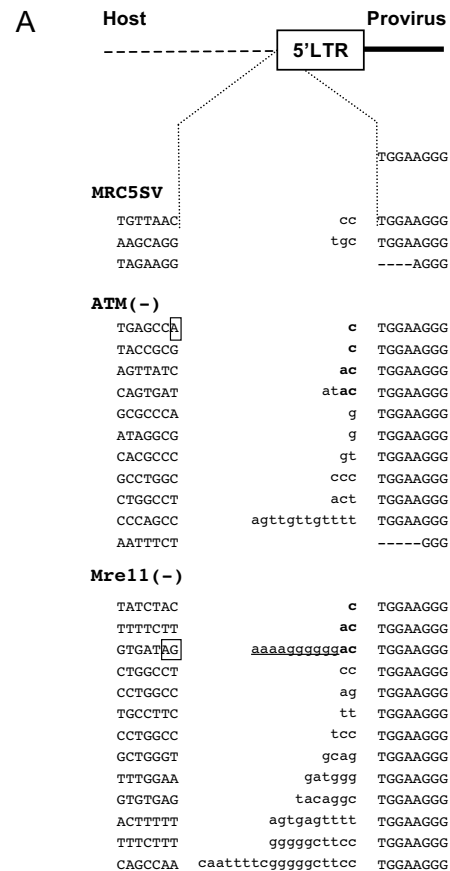 A
Host Provirus
5'LTR
TGGAAGGG
MRC5SV
TGTTAAC cc TGGAAGGG
AAGCAGG tgc TGGAAGGG
TAGAAGG ----AGGG
ATM(-)
TGAGCCA c TGGAAGGG
TACCGCG c TGGAAGGG
AGTTATC ac TGGAAGGG
CAGTGAT atac TGGAAGGG
GCGCCCA g TGGAAGGG
ATAGGCG g TGGAAGGG
CACGCCC gt TGGAAGGG
GCCTGGC ccc TGGAAGGG
CTGGCCT act TGGAAGGG
CCCAGCC agttgttgtttt TGGAAGGG
AATTTCT -----GGG
Mre11(-)
TATCTAC c TGGAAGGG
TTTTCTT ac TGGAAGGG
GTGATAG aaaaggggggac TGGAAGGG
CTGGCCT cc TGGAAGGG
CCTGGCC ag TGGAAGGG
TGCCTTC tt TGGAAGGG
CCTGGCC tcc TGGAAGGG
GCTGGGT gcag TGGAAGGG
TTTGGAA gatggg TGGAAGGG
GTGTGAG tacaggc TGGAAGGG
ACTTTTT agtgagtttt TGGAAGGG
TTTCTTT gggggcttcc TGGAAGGG
CAGCCAA caattttcgggggcttcc TGGAAGGG